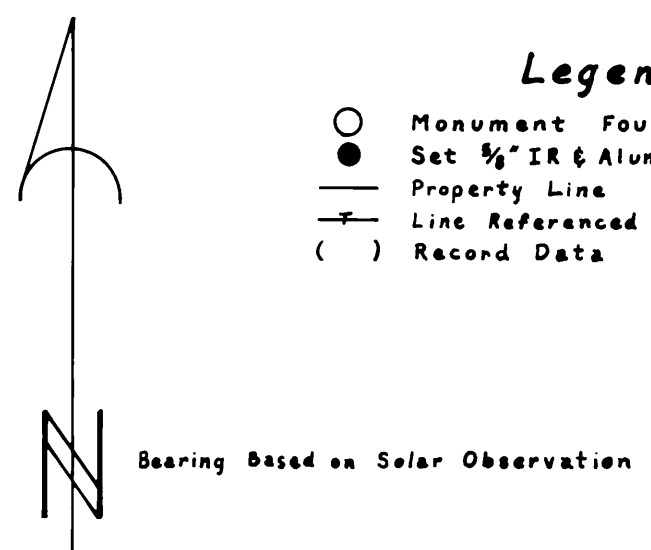 Legen
Monument Fou
Set 5/8" IR & Alum
Property Line
Line Referenced
( ) Record Data
N
Bearing Based on Solar Observation